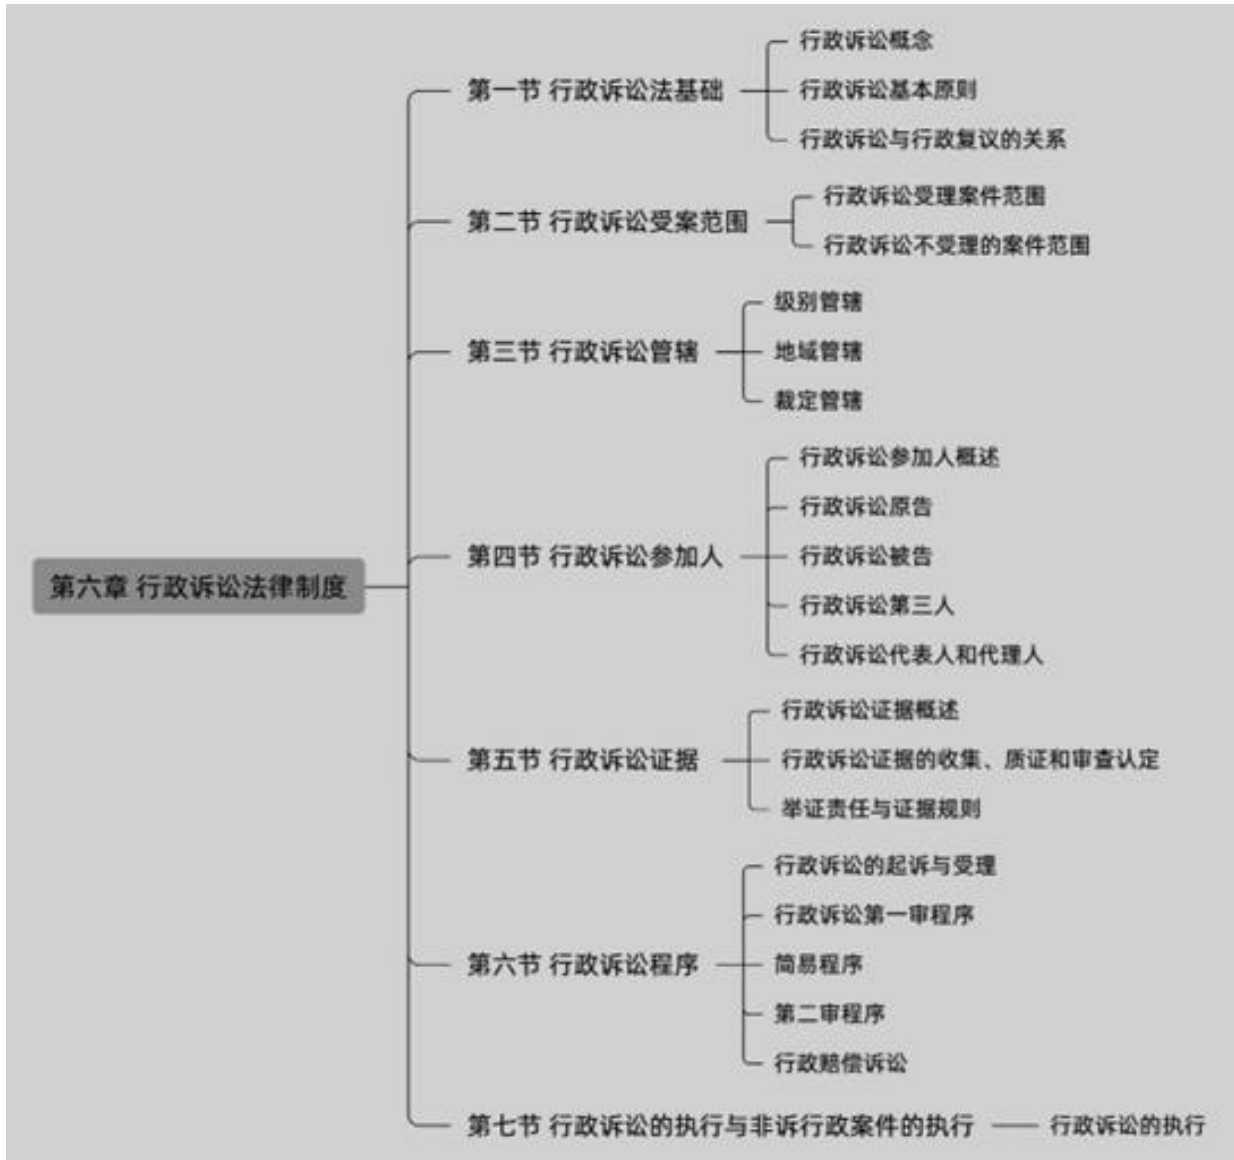 第六章 行政诉讼法律制度
第一节 行政诉讼法基础
行政诉讼概念
行政诉讼基本原则
行政诉讼与行政复议的关系
第二节 行政诉讼受案范围
行政诉讼受理案件范围
行政诉讼不受理的案件范围
第三节 行政诉讼管辖
级别管辖
地域管辖
裁定管辖
第四节 行政诉讼参加人
行政诉讼参加人概述
行政诉讼原告
行政诉讼被告
行政诉讼第三人
行政诉讼代表人和代理人
第五节 行政诉讼证据
行政诉讼证据概述
行政诉讼证据的收集、质证和审查认定
举证责任与证据规则
第六节 行政诉讼程序
行政诉讼的起诉与受理
行政诉讼第一审程序
简易程序
第二审程序
行政赔偿诉讼
第七节 行政诉讼的执行与非诉行政案件的执行
行政诉讼的执行